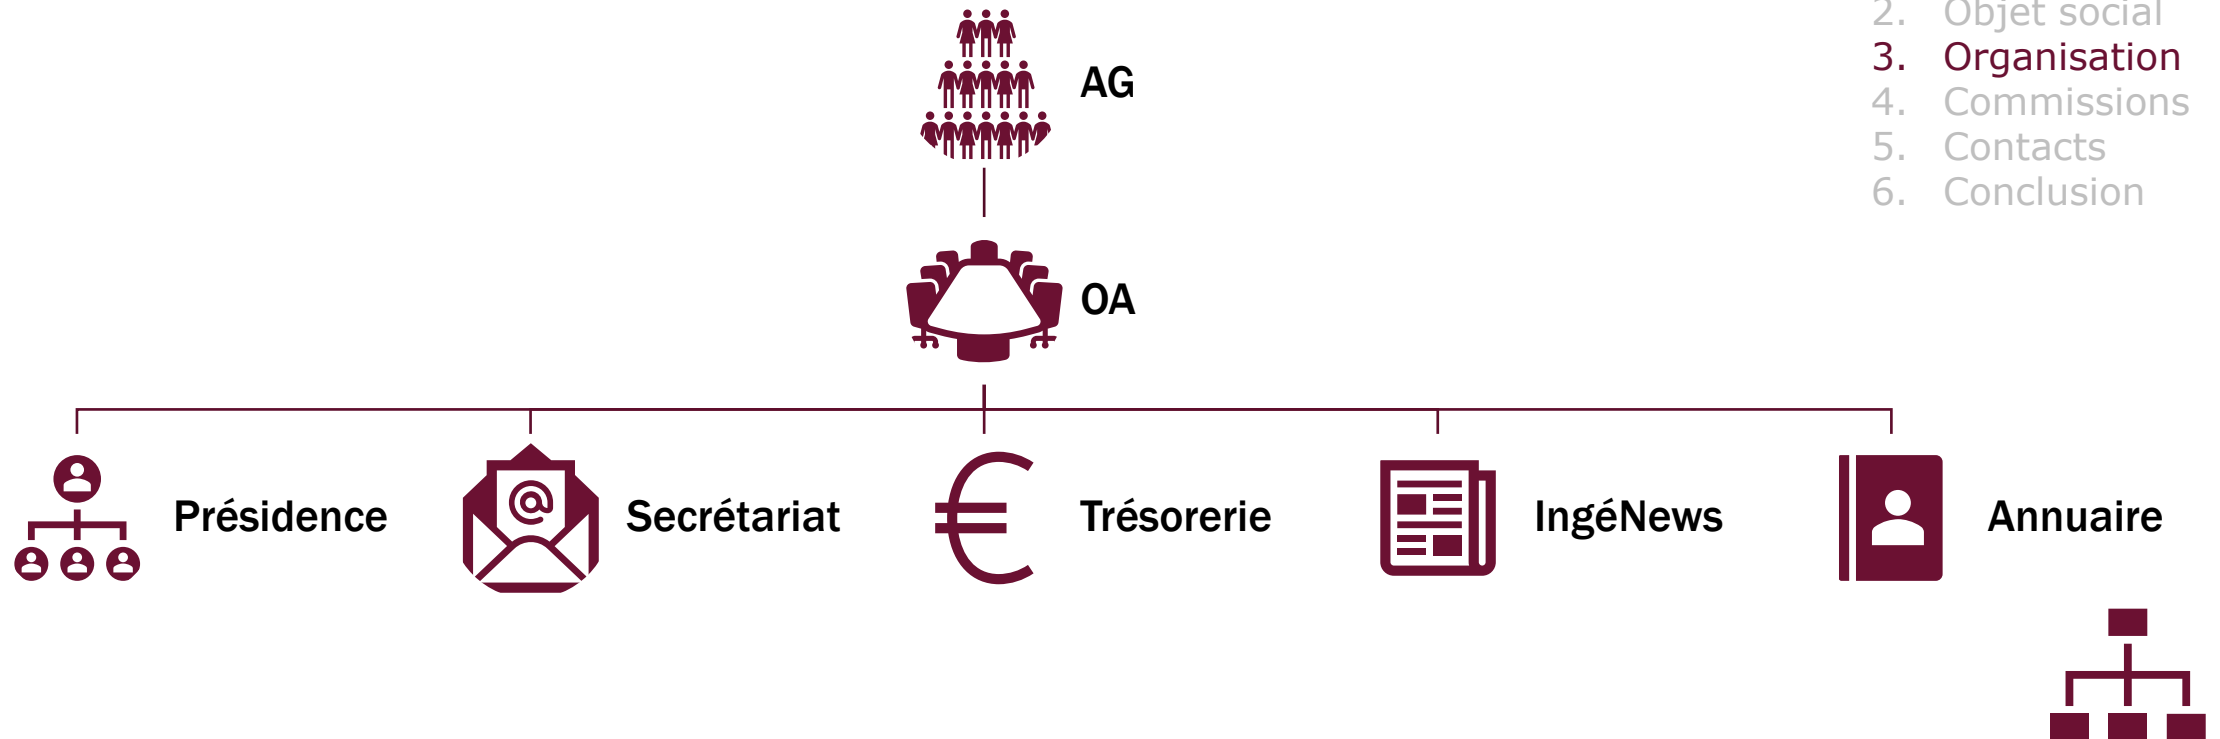 2. Objet social
3. Organisation
4. Commissions
5. Contacts
6. Conclusion
AG
OA
Présidence
Secrétariat
Trésorerie
IngéNews
Annuaire